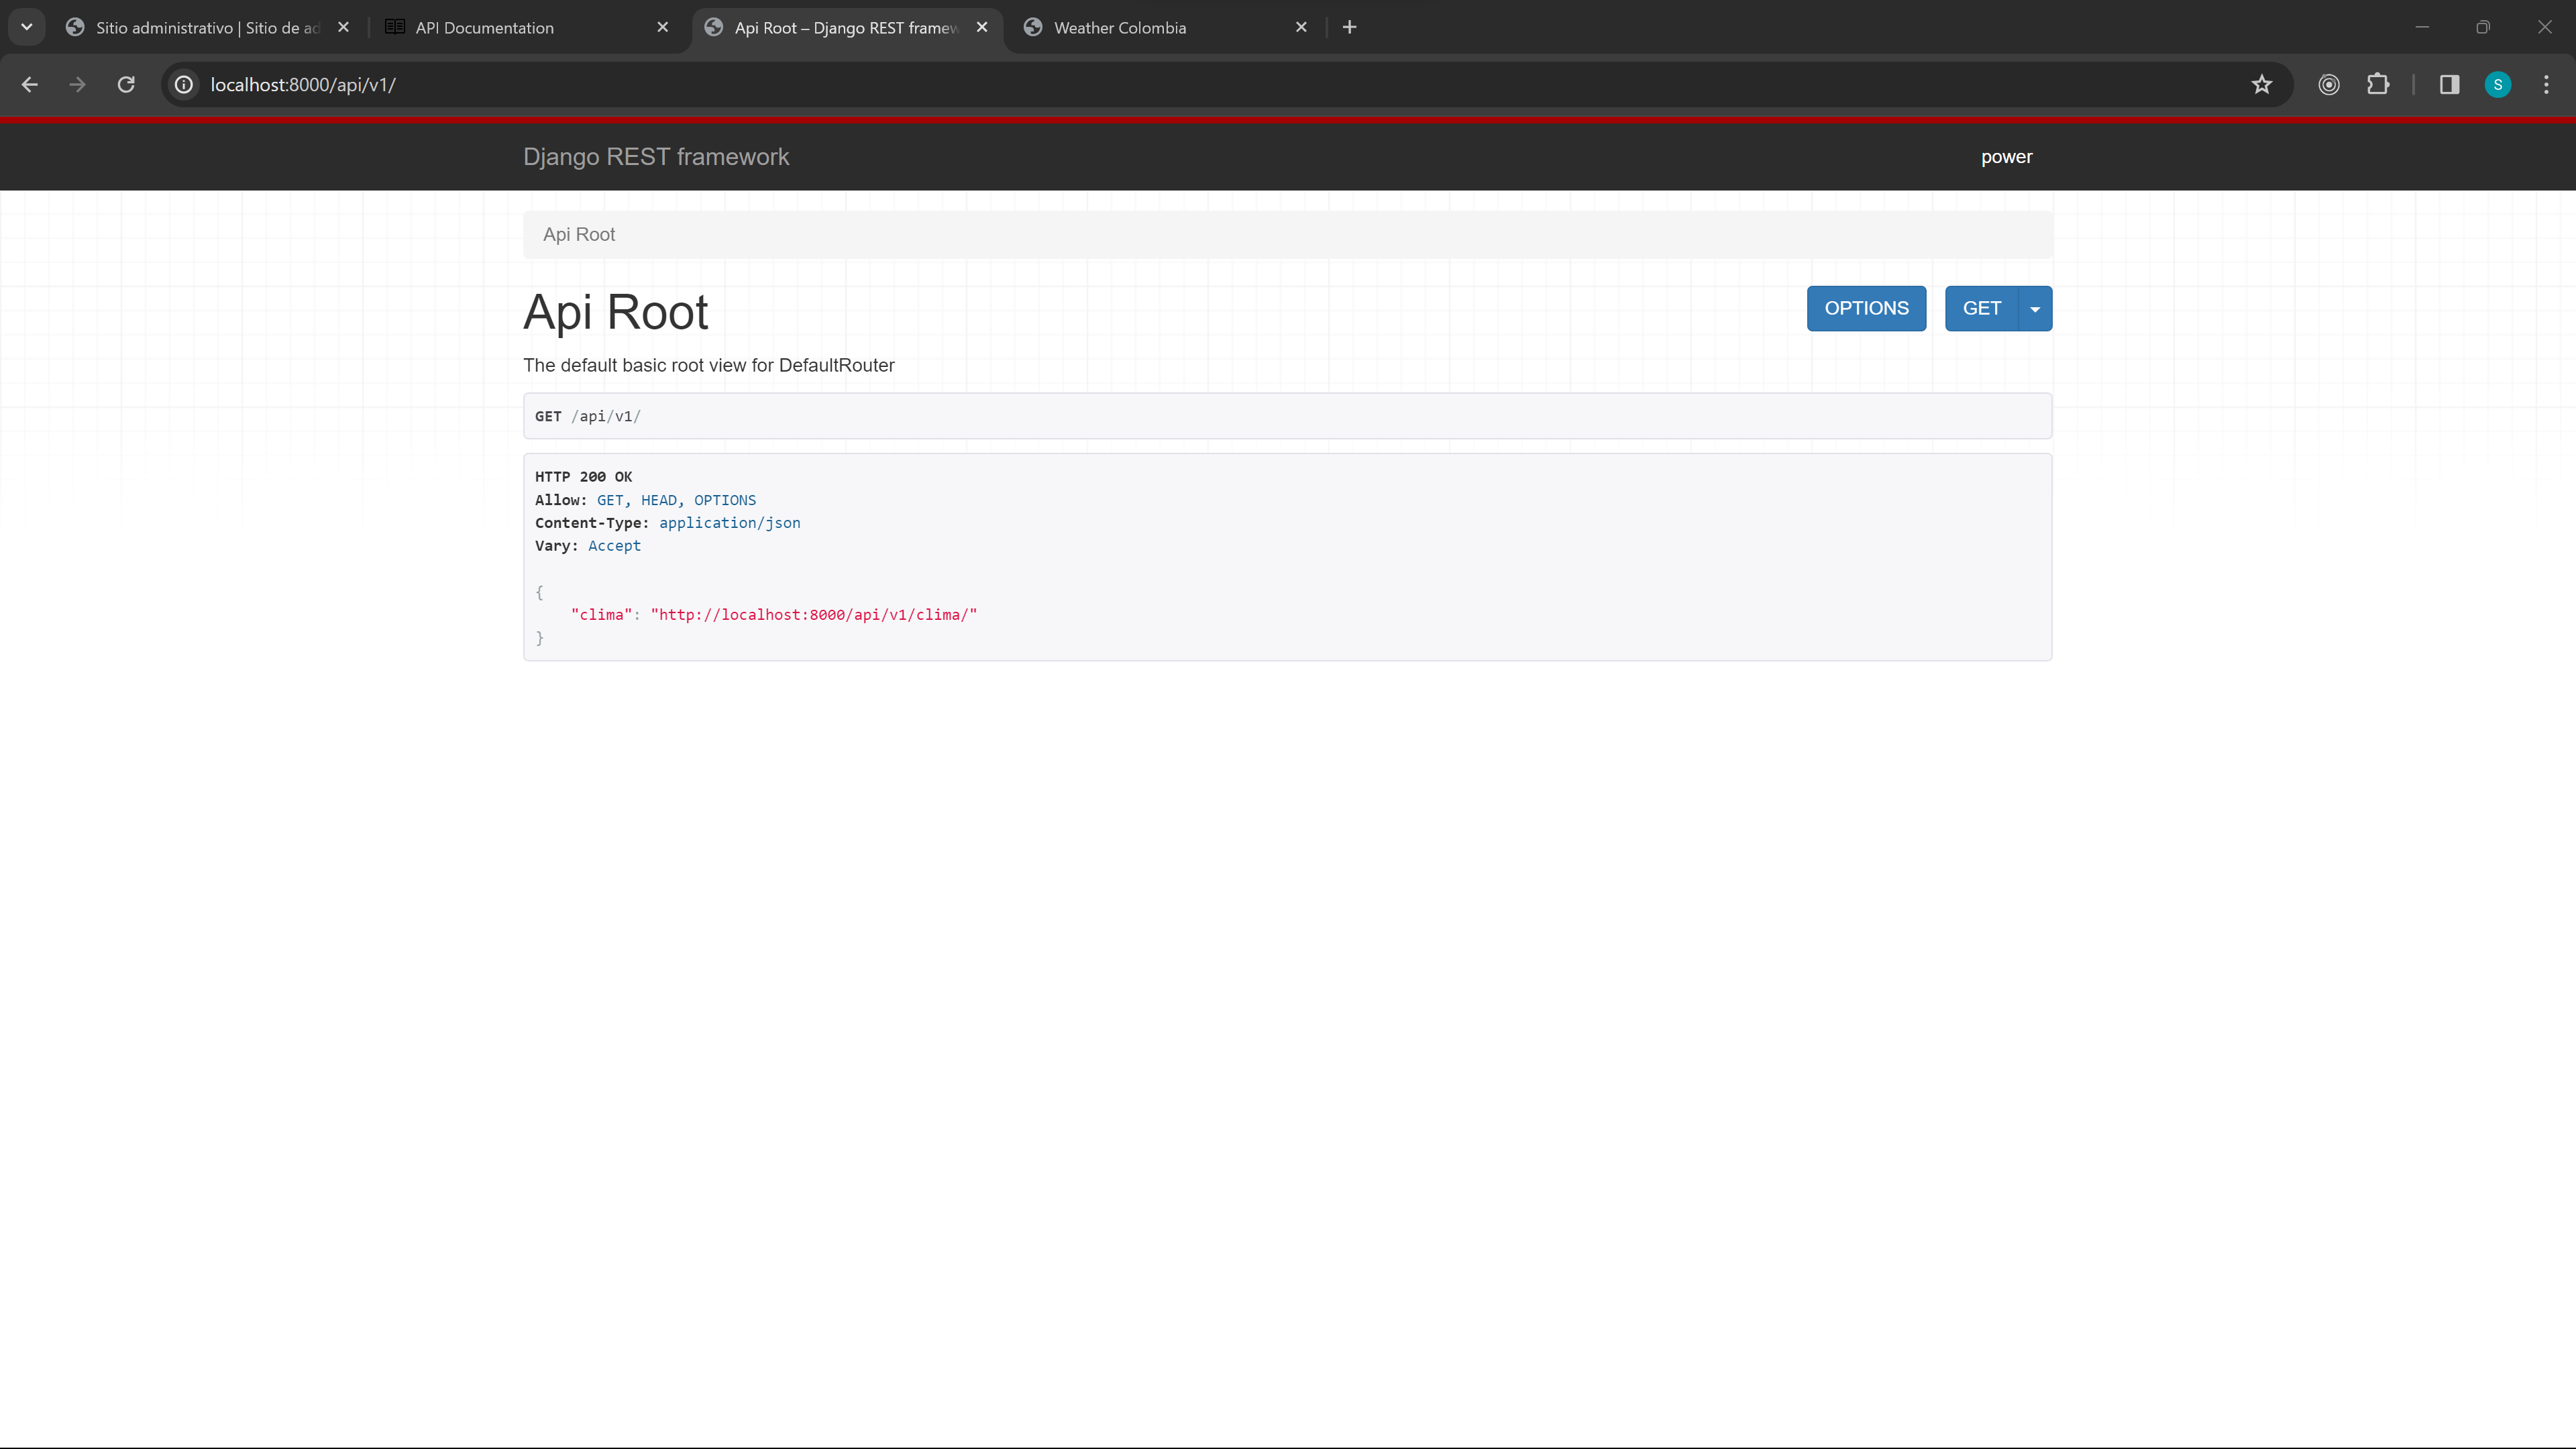 Sitio administrativo | Sitio de ad
API Documentation
Api Root – Django REST framew
Weather Colombia
localhost:8000/api/v1/
S
Django REST framework
power
Api Root
Api Root
OPTIONS
GET
The default basic root view for DefaultRouter
GET /api/v1/
HTTP 200 OK
Allow: GET, HEAD, OPTIONS
Content-Type: application/json
Vary: Accept
{
    "clima": "http://localhost:8000/api/v1/clima/"
}